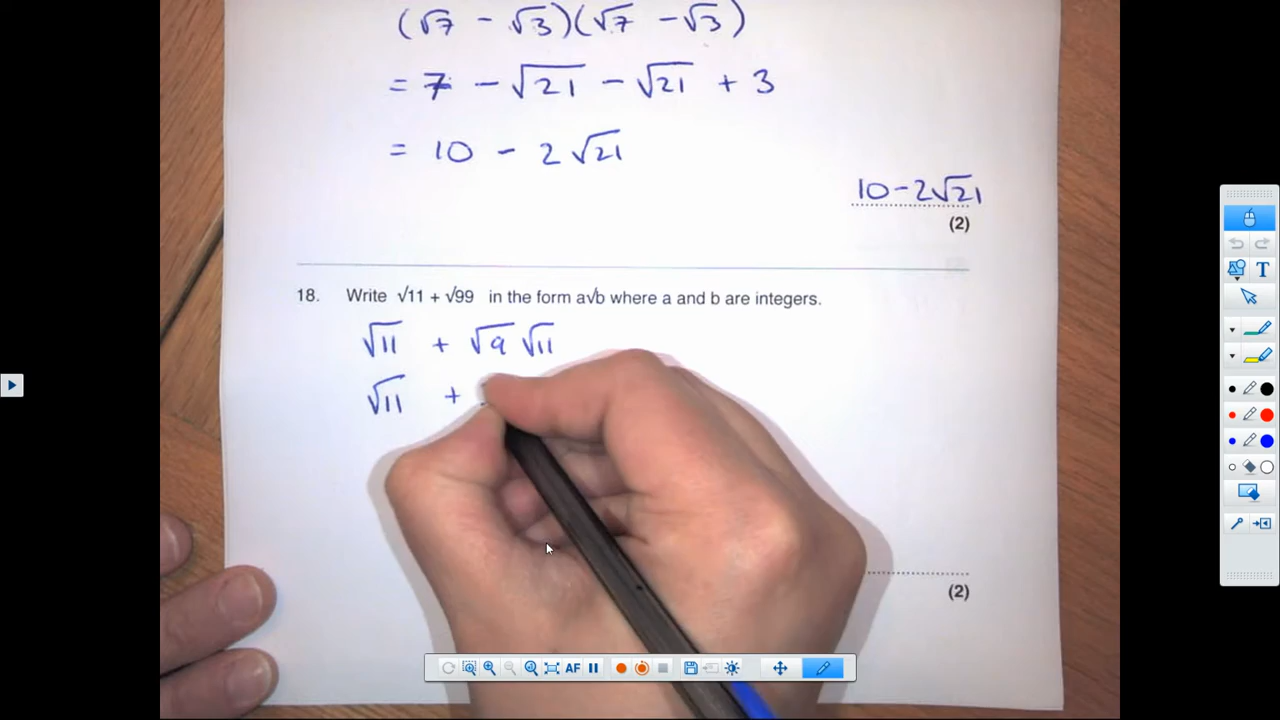 (√7 - √3)(√7 - √3)
= 7 - √21 - √21 + 3
= 10 - 2√21
10-2√21
(2)
18. Write √11 + √99 in the form a√b where a and b are integers.
√11 + √9 √11
√11 +
(2)
T
AF